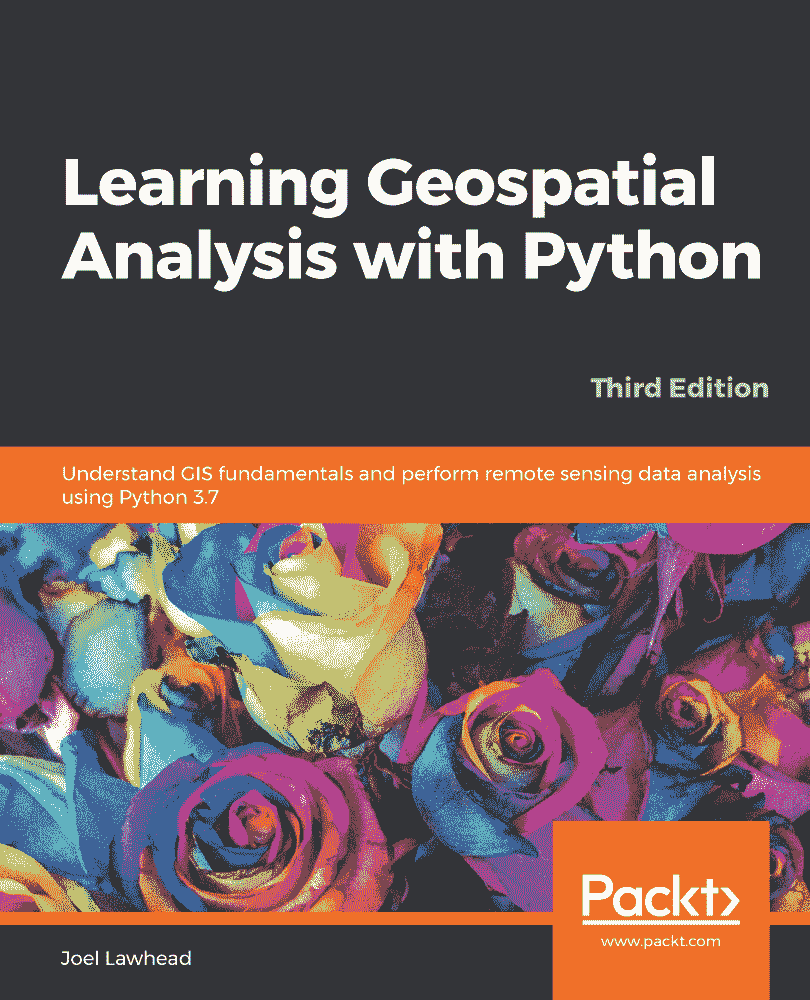 Learning Geospatial
Analysis with Python
Third Edition
Understand GIS fundamentals and perform remote sensing data analysis
using Python 3.7
Packt>
www.packt.com
Joel Lawhead